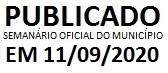 PUBLICADO
SEMANÁRIO OFICIAL DO MUNICÍPIO
EM 11/09/2020